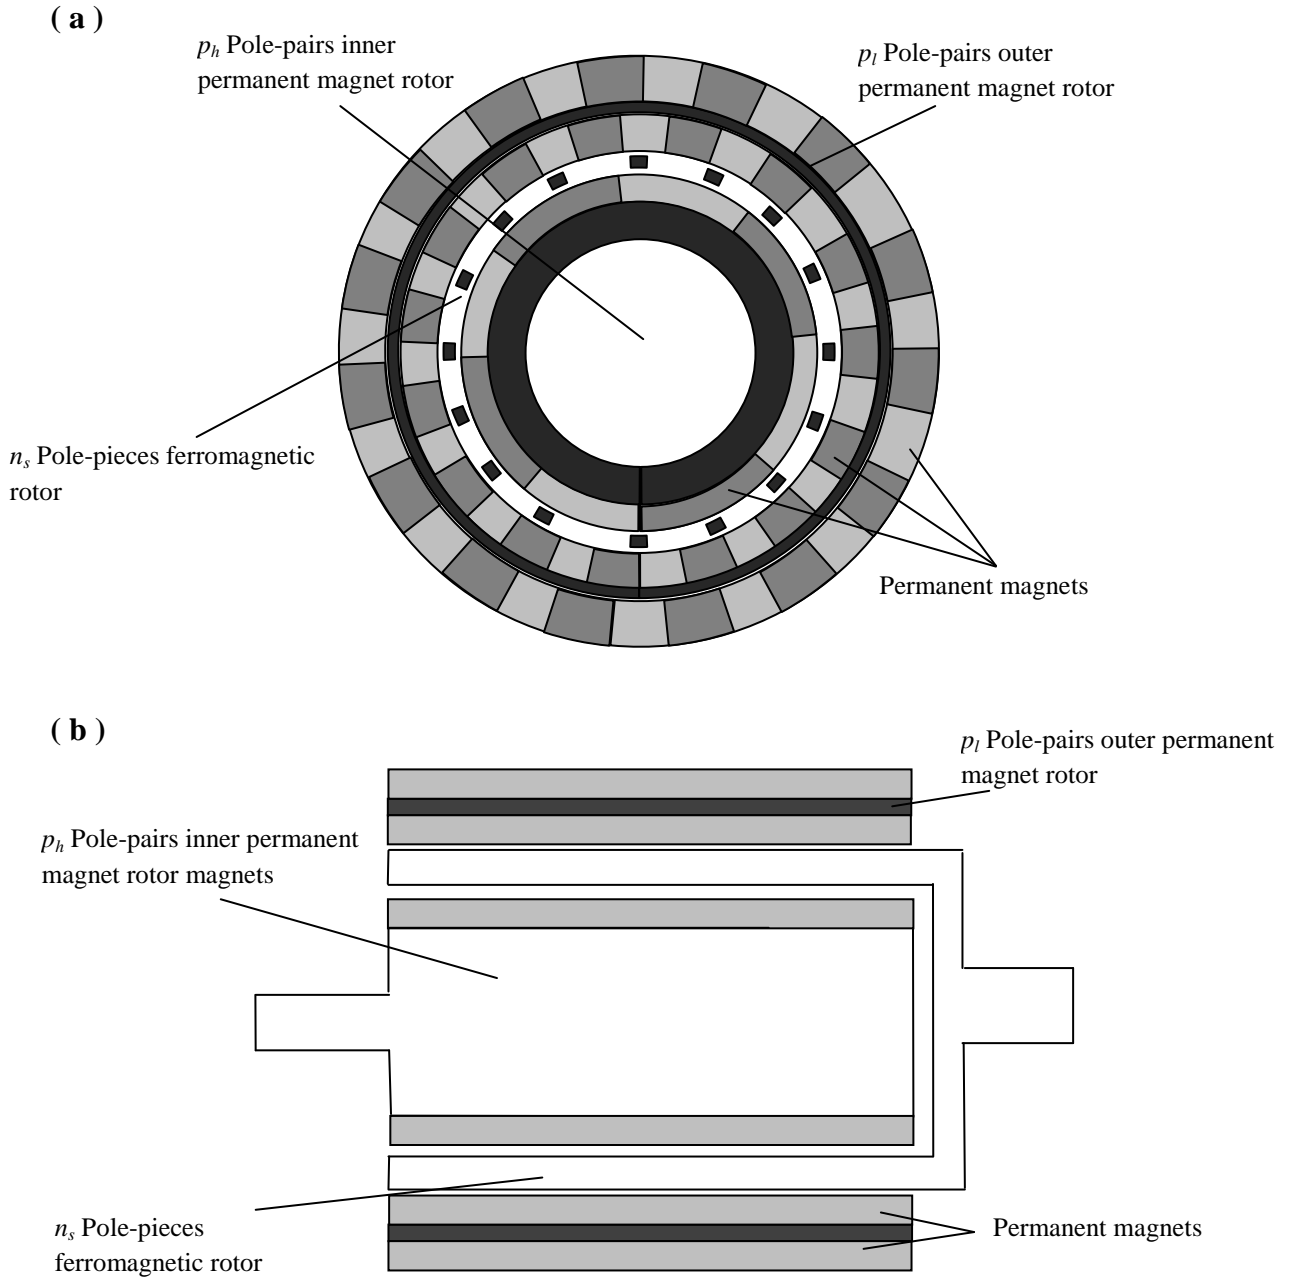 ( a )
p_h Pole-pairs inner
permanent magnet rotor
p_l Pole-pairs outer
permanent magnet rotor
n_s Pole-pieces ferromagnetic
rotor
Permanent magnets
( b )
p_l Pole-pairs outer permanent
magnet rotor
p_h Pole-pairs inner permanent
magnet rotor magnets
n_s Pole-pieces
ferromagnetic rotor
Permanent magnets